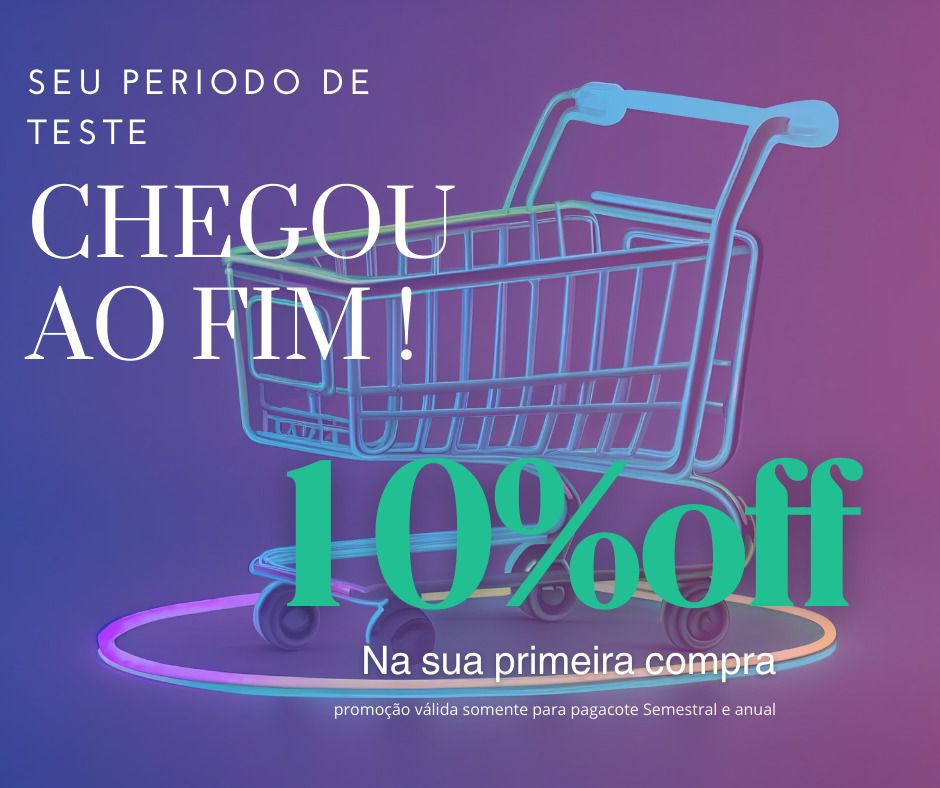 SEU PERIODO DE
TESTE
CHEGOU
AO FIM !
10%off
Na sua primeira compra
promoção válida somente para pagacote Semestral e anual